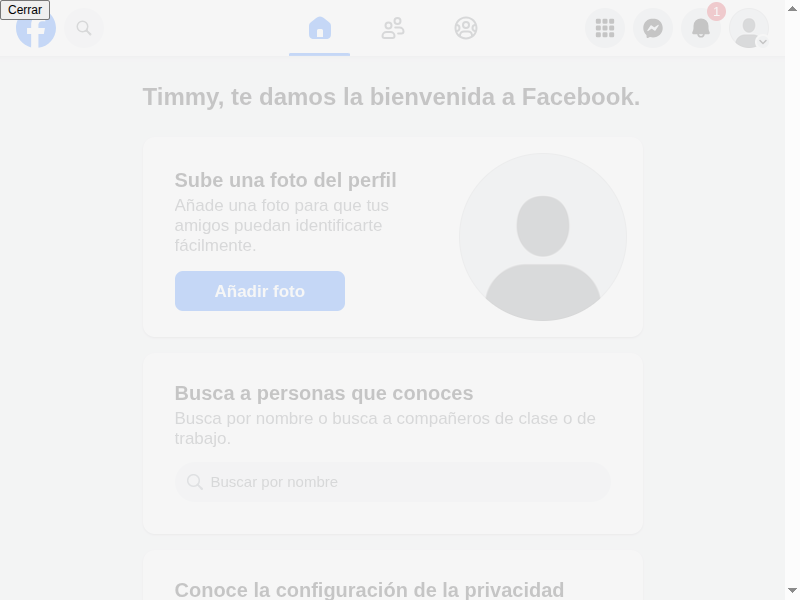 Cerrar
1
Timmy, te damos la bienvenida a Facebook.
Sube una foto del perfil
Añade una foto para que tus
amigos puedan identificarte
fácilmente.
Añadir foto
Busca a personas que conoces
Busca por nombre o busca a compañeros de clase o de
trabajo.
Buscar por nombre
Conoce la configuración de la privacidad